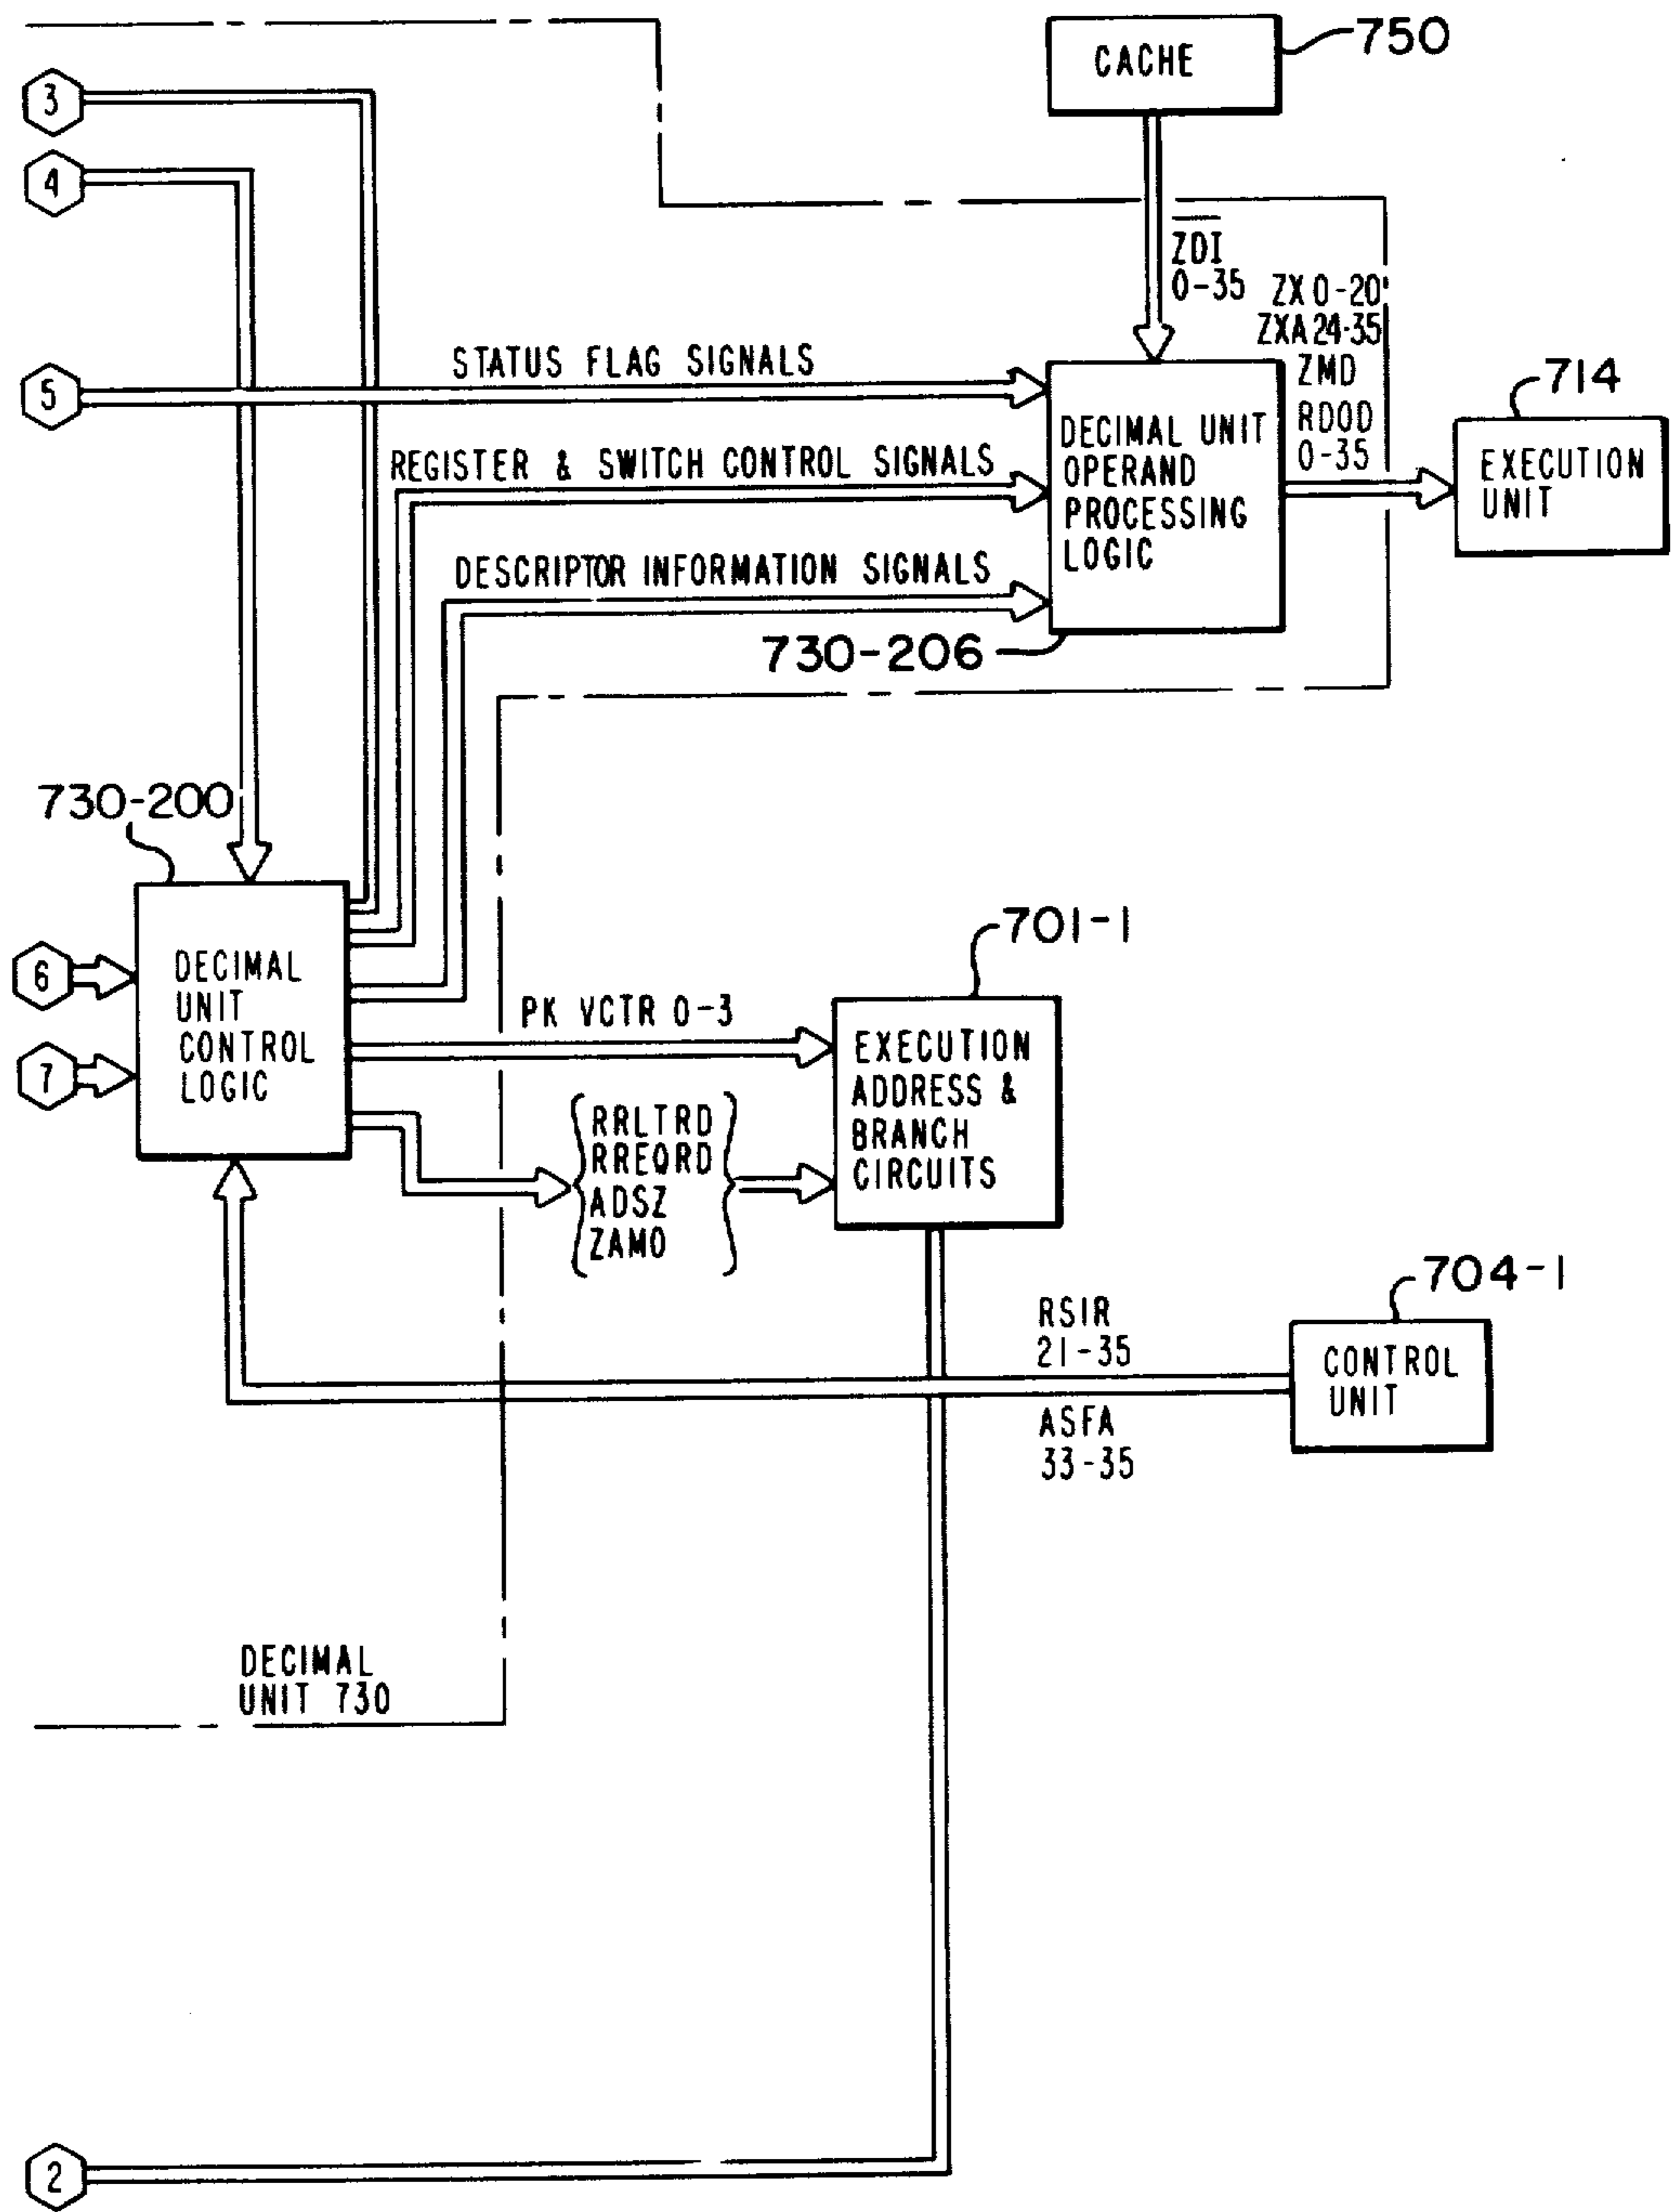 CACHE
750
3
4
ZDI
0-35
ZX 0-20
ZXA 24-35
ZMD
RDOD
0-35
5
STATUS FLAG SIGNALS
714
EXECUTION
UNIT
REGISTER & SWITCH CONTROL SIGNALS
DECIMAL UNIT
OPERAND
PROCESSING
LOGIC
DESCRIPTOR INFORMATION SIGNALS
730-206
730-200
DECIMAL
UNIT
CONTROL
LOGIC
6
7
701-1
PK VCTR 0-3
EXECUTION
ADDRESS &
BRANCH
CIRCUITS
RRLTRD
RREQRD
ADSZ
ZAMO
704-1
RSIR
21-35
CONTROL
UNIT
ASFA
33-35
DECIMAL
UNIT 730
2